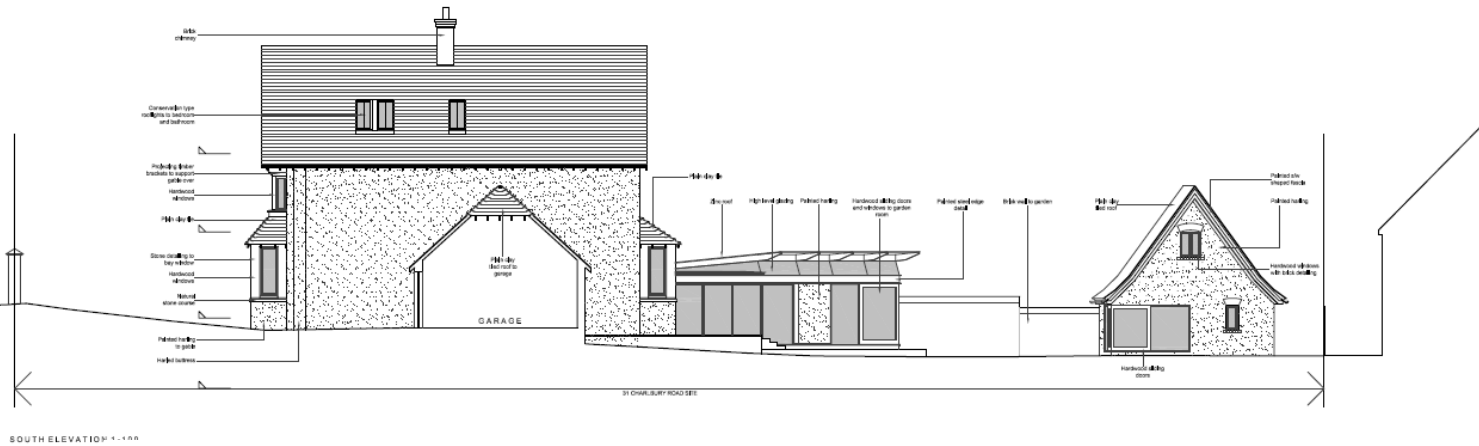 Brick
chimney
Conservation type
rooflights to bedroom
and bathroom
Projecting timber
brackets to support
gable over
Hardwood
windows
Plain clay tile
Stone detailing to
bay window
Hardwood
windows
Natural
stone course
Painted harling
to gable
Harled buttress
Plain clay
tiled roof to
garage
GARAGE
Plain clay tile
Zinc roof
High level glazing
Painted harling
Hardwood sliding doors
and windows to garden
room
Painted steel edge
detail
Brick wall to garden
Plain clay
tiled roof
Painted
shaped fascia
Painted harling
Hardwood windows
with brick detailing
Hardwood sliding
doors
31 CHARLBURY ROAD SITE
SOUTH ELEVATION 1-100